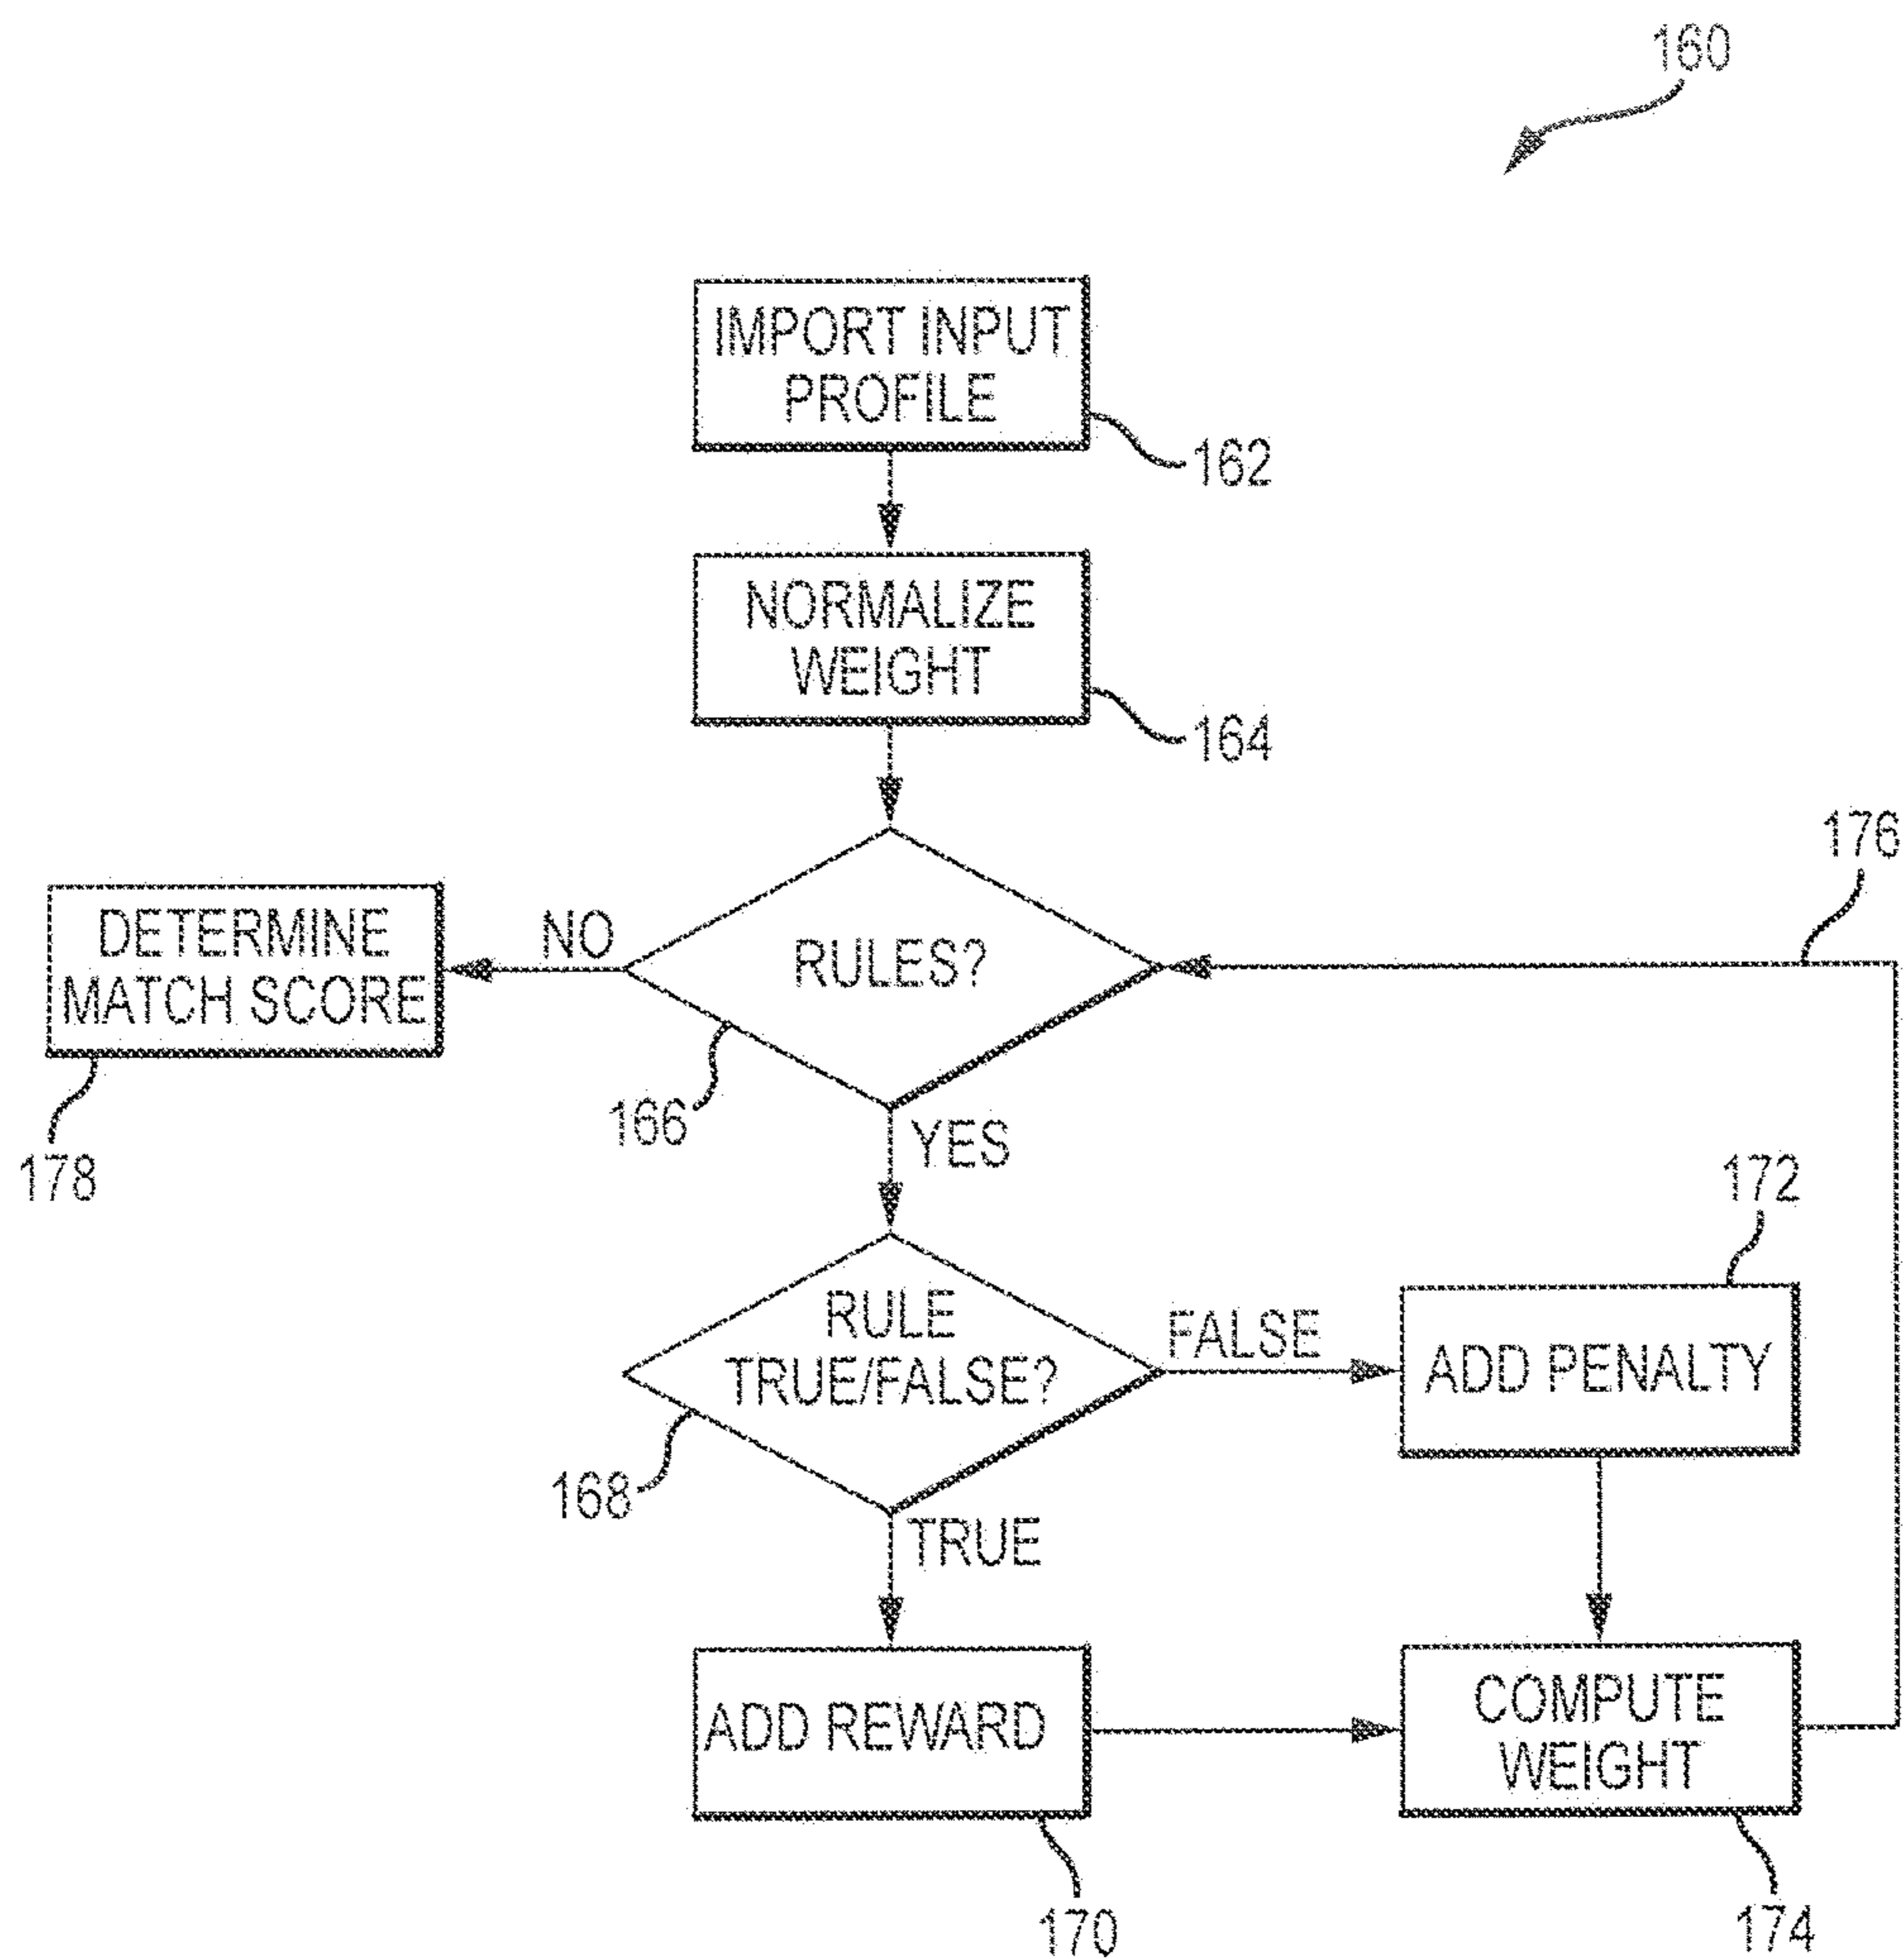 160
IMPORT INPUT
PROFILE
162
NORMALIZE
WEIGHT
164
176
DETERMINE
MATCH SCORE
NO
RULES?
178
166
YES
172
RULE
TRUE/FALSE?
FALSE
ADD PENALTY
168
TRUE
ADD REWARD
COMPUTE
WEIGHT
170
174